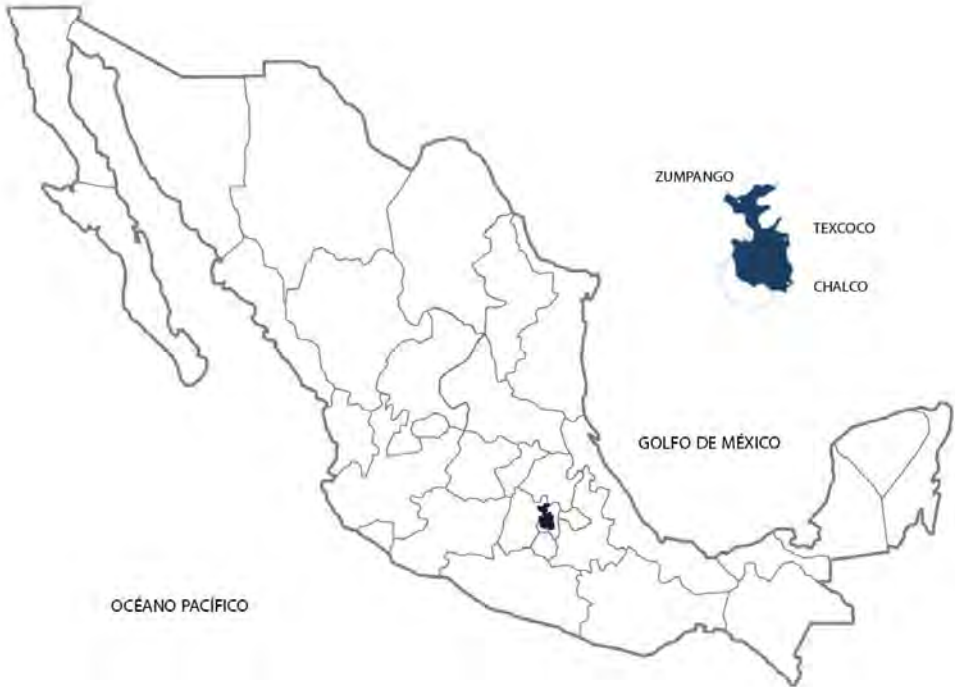 ZUMPANGO
TEXCOCO
CHALCO
GOLFO DE MÉXICO
OCÉANO PACÍFICO